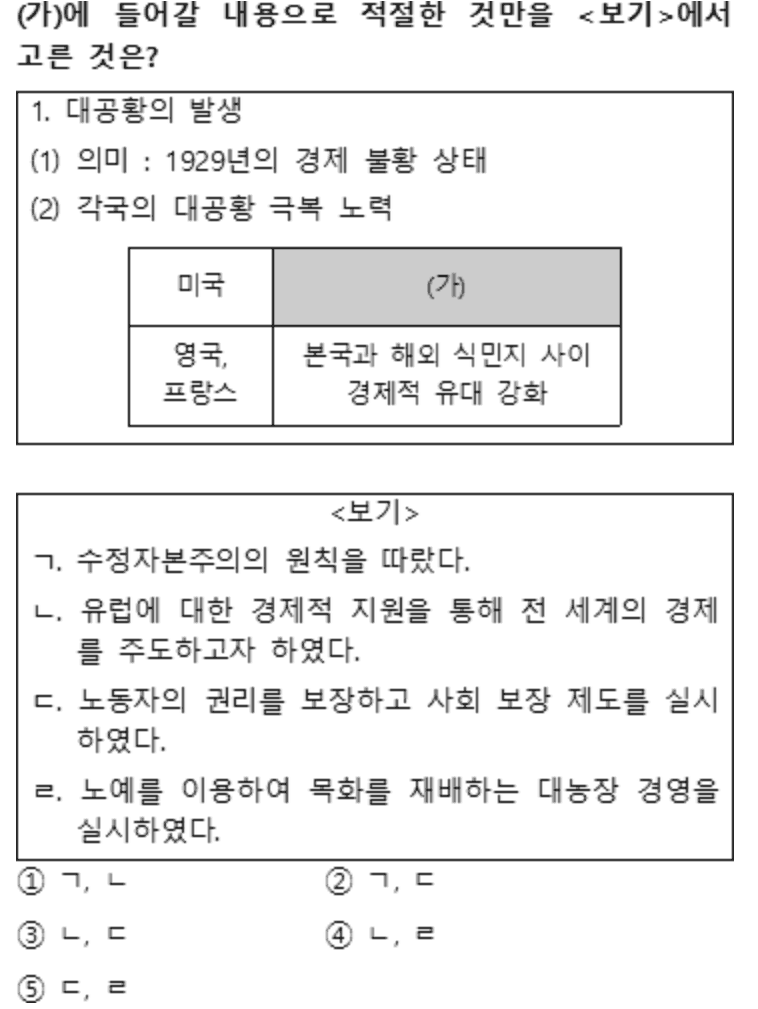 (가)에 들어갈 내용으로 적절한 것만을 <보기>에서
고른 것은?
1. 대공황의 발생
(1) 의미 : 1929년의 경제 불황 상태
(2) 각국의 대공황 극복 노력
미국 (가)
영국, 본국과 해외 식민지 사이
프랑스 경제적 유대 강화
<보기>
ㄱ. 수정자본주의의 원칙을 따랐다.
ㄴ. 유럽에 대한 경제적 지원을 통해 전 세계의 경제
를 주도하고자 하였다.
ㄷ. 노동자의 권리를 보장하고 사회 보장 제도를 실시
하였다.
ㄹ. 노예를 이용하여 목화를 재배하는 대농장 경영을
실시하였다.
① ㄱ, ㄴ ② ㄱ, ㄷ
③ ㄴ, ㄷ ④ ㄴ, ㄹ
⑤ ㄷ, ㄹ